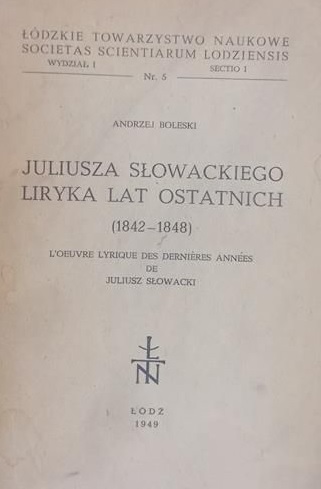 ŁÓDZKIE TOWARZYSTWO NAUKOWE
SOCIETAS SCIENTIARUM LODZIENSIS
WYDZIAŁ I SECTIO I
Nr. 5
ANDRZEJ BOLESKI
JULIUSZA SŁOWACKIEGO
LIRYKA LAT OSTATNICH
(1842–1848)
L'OEUVRE LYRIQUE DES DERNIÈRES ANNÉES
DE
JULIUSZ SŁOWACKI
ŁTN
ŁÓDŹ
1949